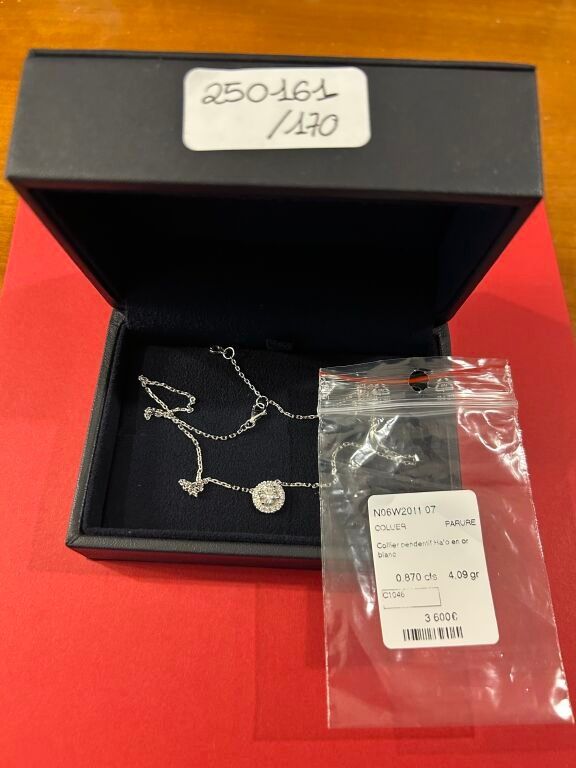 250161
/170
N06W2011 07
COLLIER PARURE
Collier pendentif Halo en or
blanc
0.870 cts 4.09 gr
C1046
3 600€